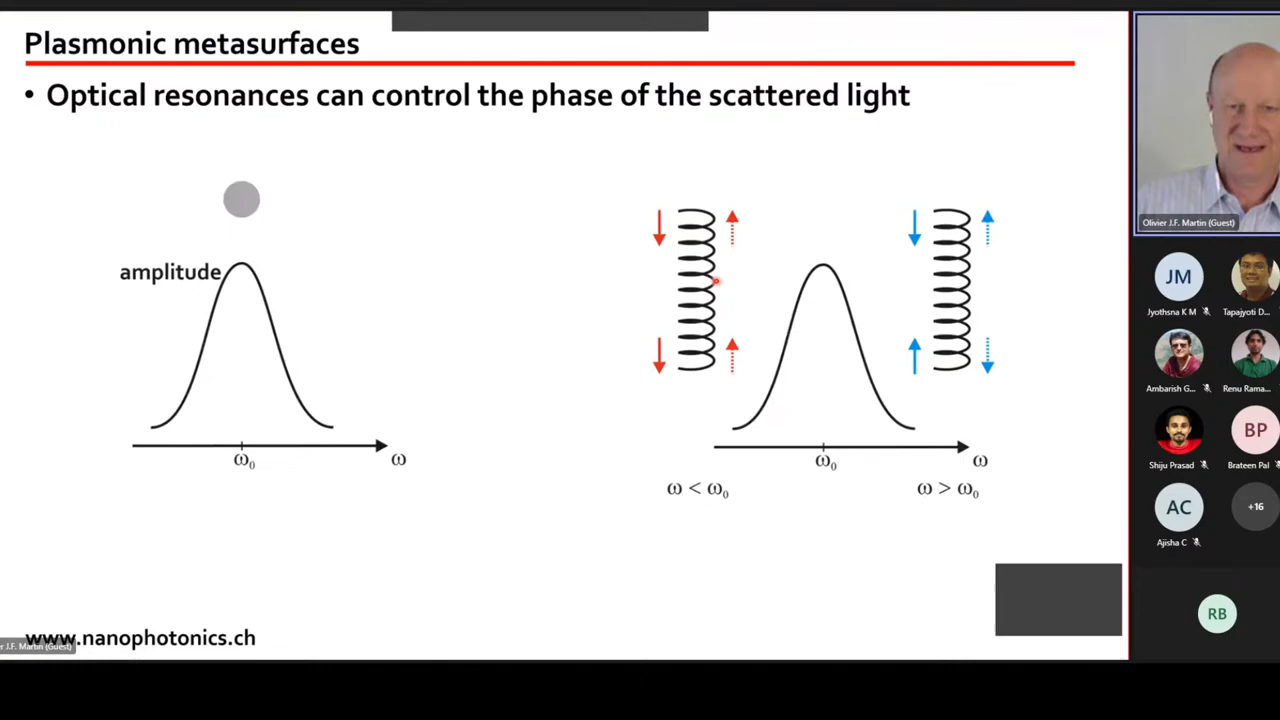 Plasmonic metasurfaces
• Optical resonances can control the phase of the scattered light
amplitude
ω₀
ω
ω₀
ω
ω < ω₀
ω > ω₀
www.nanophotonics.ch
r J.F. Martin (Guest)
Olivier J.F. Martin (Guest)
JM
Jyothsna K M
Tapajyoti D...
Ambarish G...
Renu Rama...
Shiju Prasad
BP
Brateen Pal
AC
Ajisha C
+16
RB